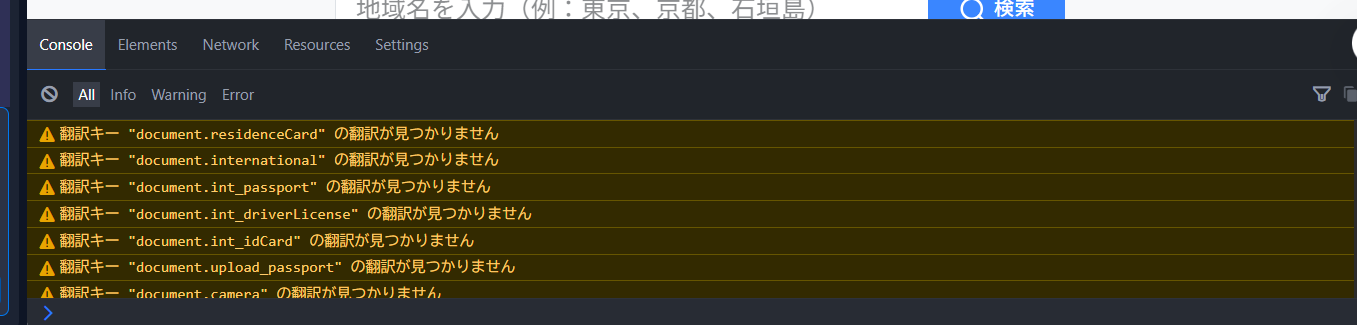 地域名を入力（例：東京、京都、石垣島）
検索
Console Elements Network Resources Settings
All Info Warning Error
翻訳キー "document.residenceCard" の翻訳が見つかりません
翻訳キー "document.international" の翻訳が見つかりません
翻訳キー "document.int_passport" の翻訳が見つかりません
翻訳キー "document.int_driverLicense" の翻訳が見つかりません
翻訳キー "document.int_idCard" の翻訳が見つかりません
翻訳キー "document.upload_passport" の翻訳が見つかりません
翻訳キー "document.camera" の翻訳が見つかりません